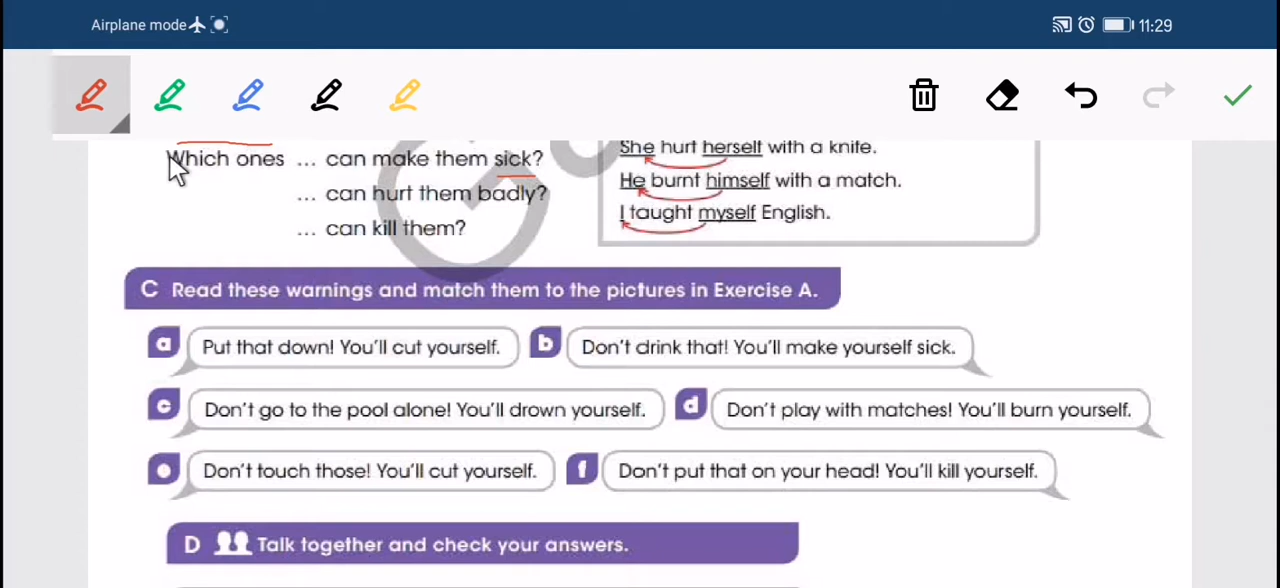 Airplane mode
11:29
Which ones ... can make them sick?
... can hurt them badly?
... can kill them?
She hurt herself with a knife.
He burnt himself with a match.
I taught myself English.
C Read these warnings and match them to the pictures in Exercise A.
a Put that down! You'll cut yourself.
b Don't drink that! You'll make yourself sick.
c Don't go to the pool alone! You'll drown yourself.
d Don't play with matches! You'll burn yourself.
e Don't touch those! You'll cut yourself.
f Don't put that on your head! You'll kill yourself.
D Talk together and check your answers.